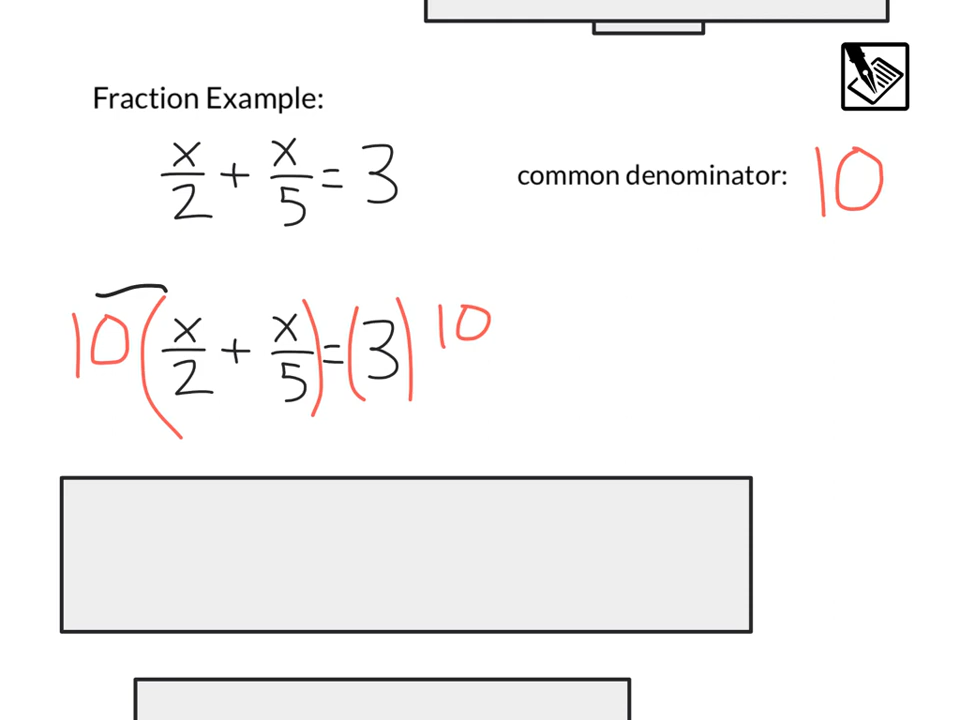 Fraction Example:
x/2 + x/5 = 3
common denominator: 10
10(x/2 + x/5) = (3) 10